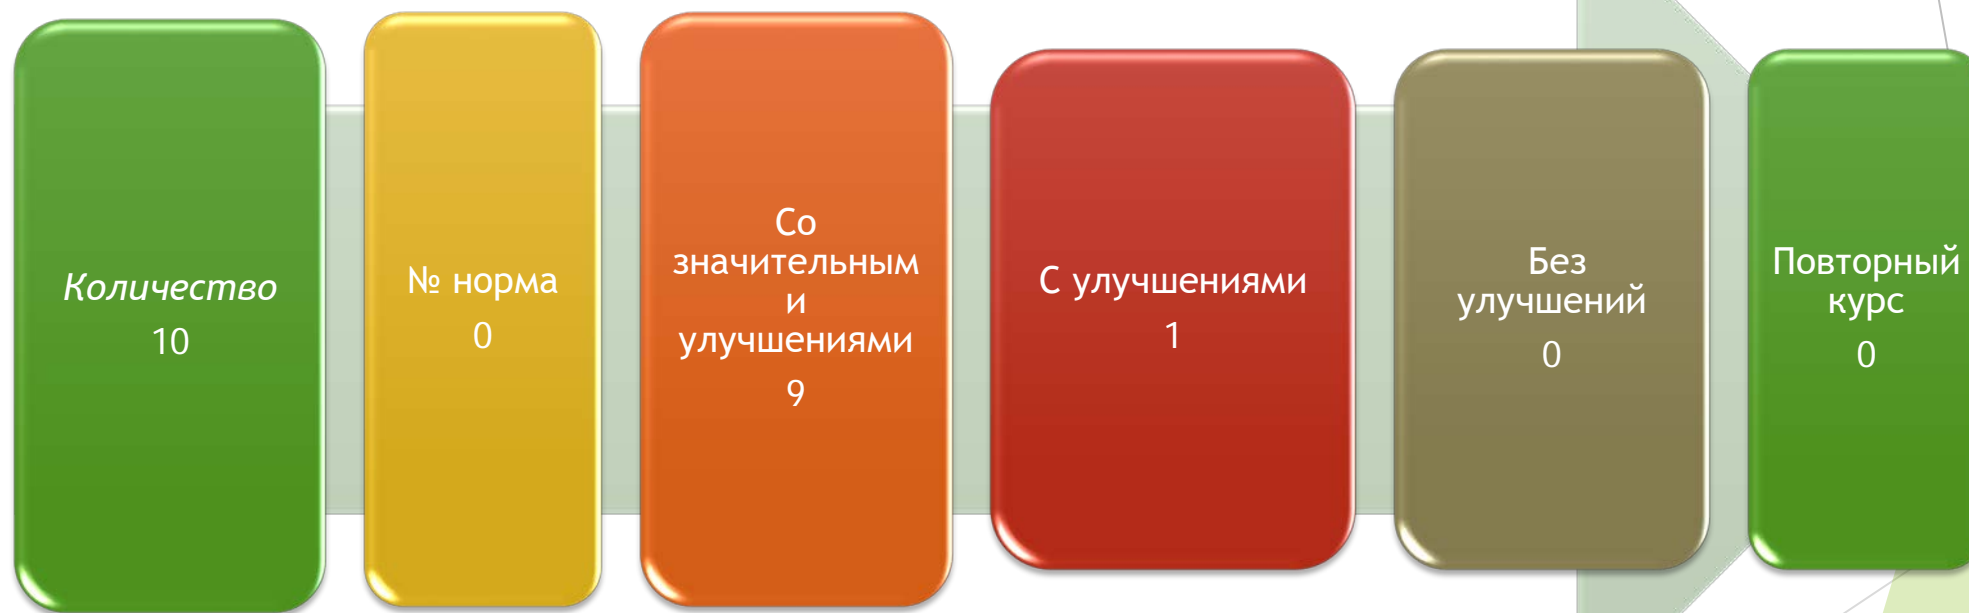 Количество
10
№ норма
0
Со
значительным
и
улучшениями
9
С улучшениями
1
Без
улучшений
0
Повторный
курс
0